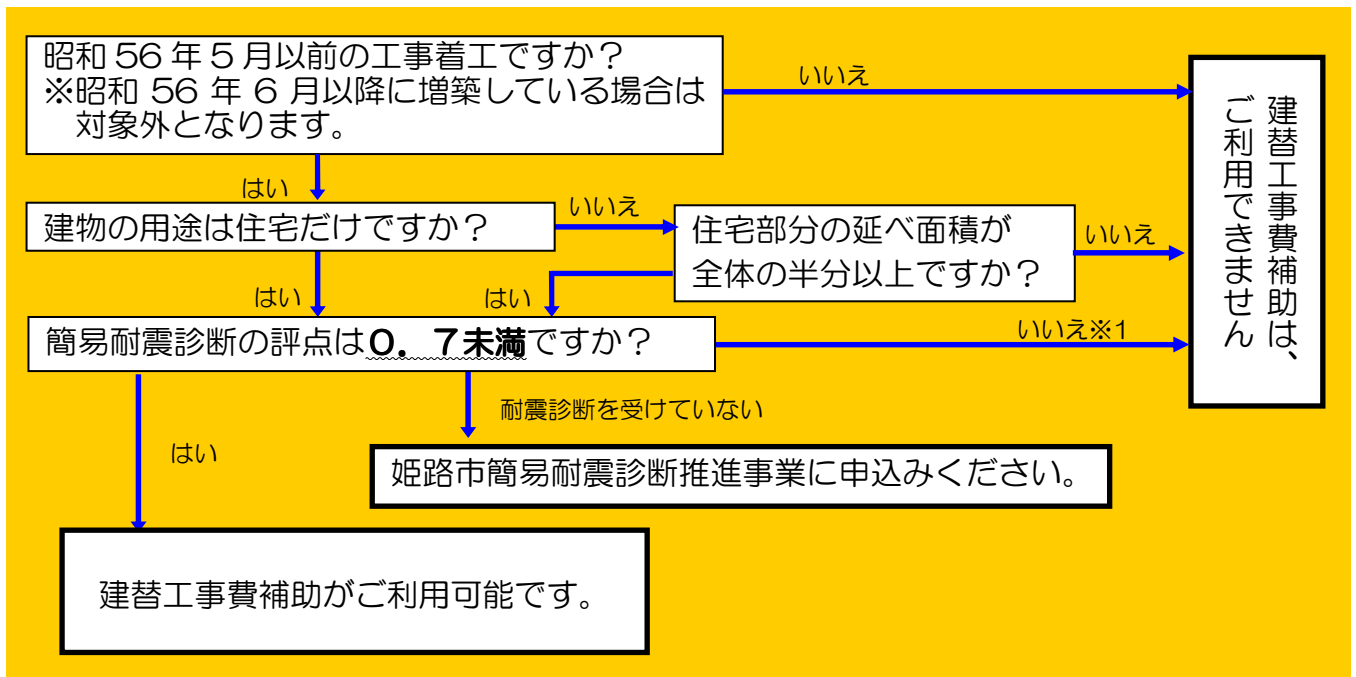 昭和56年5月以前の工事着工ですか？
※昭和 56 年 6 月以降に増築している場合は
対象外となります。
いいえ
建替工事費補助は、
ご利用できません
はい
建物の用途は住宅だけですか？
いいえ
住宅部分の延べ面積が
全体の半分以上ですか？
いいえ
はい
はい
簡易耐震診断の評点は０．７未満ですか？
いいえ※1
耐震診断を受けていない
はい
姫路市簡易耐震診断推進事業に申込みください。
建替工事費補助がご利用可能です。